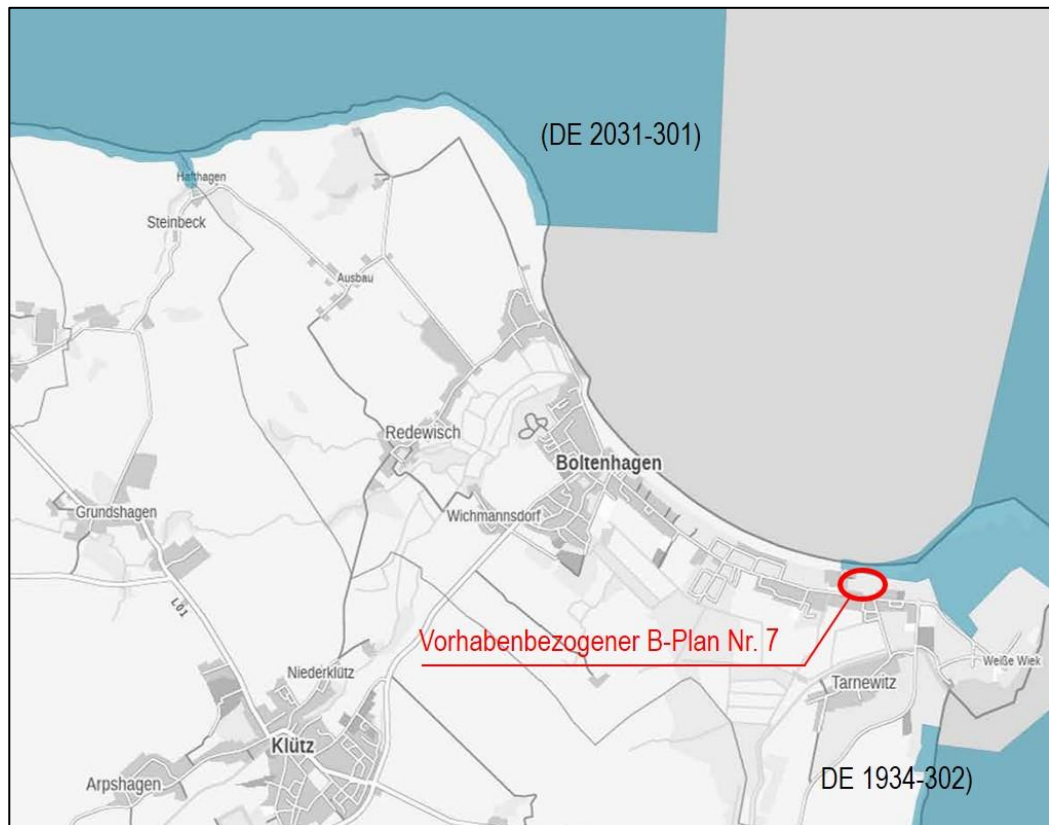 (DE 2031-301)
Hafthagen
Steinbeck
Ausbau
Redewisch
Boltenhagen
Grundshagen
Wichmannsdorf
L01
Vorhabenbezogener B-Plan Nr. 7
Niederklütz
Weiße Wiek
Tarnewitz
Klütz
Arpshagen
DE 1934-302)